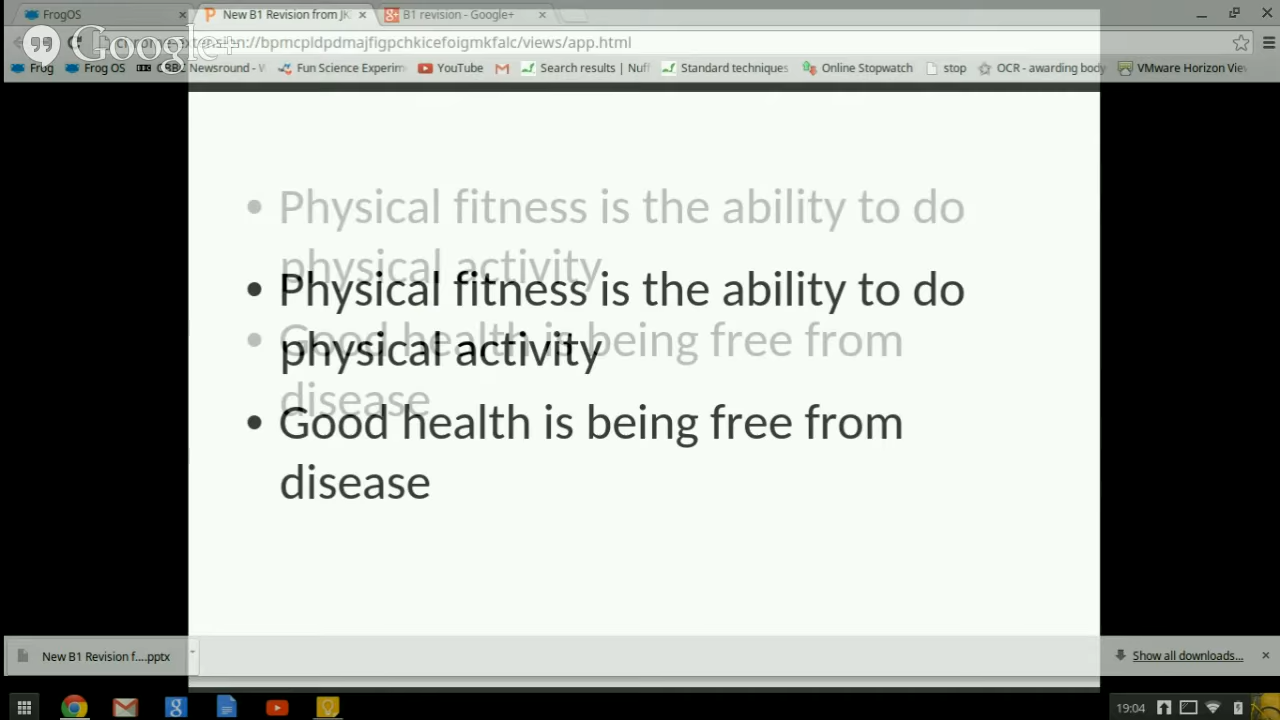 FrogOS
New B1 Revision from JK
B1 revision - Google+
Google+
bpmcpldpdmajfigpchkicefoigmkfalc/views/app.html
Frog
Frog OS
Newsround - W
Fun Science Experim
YouTube
Search results | Nuff
Standard techniques
Online Stopwatch
stop
OCR - awarding body
VMware Horizon View
• Physical fitness is the ability to do
physical activity
• Physical fitness is the ability to do
physical activity
• Good health is being free from
disease
• Good health is being free from
disease
New B1 Revision f....pptx
Show all downloads...
19:04